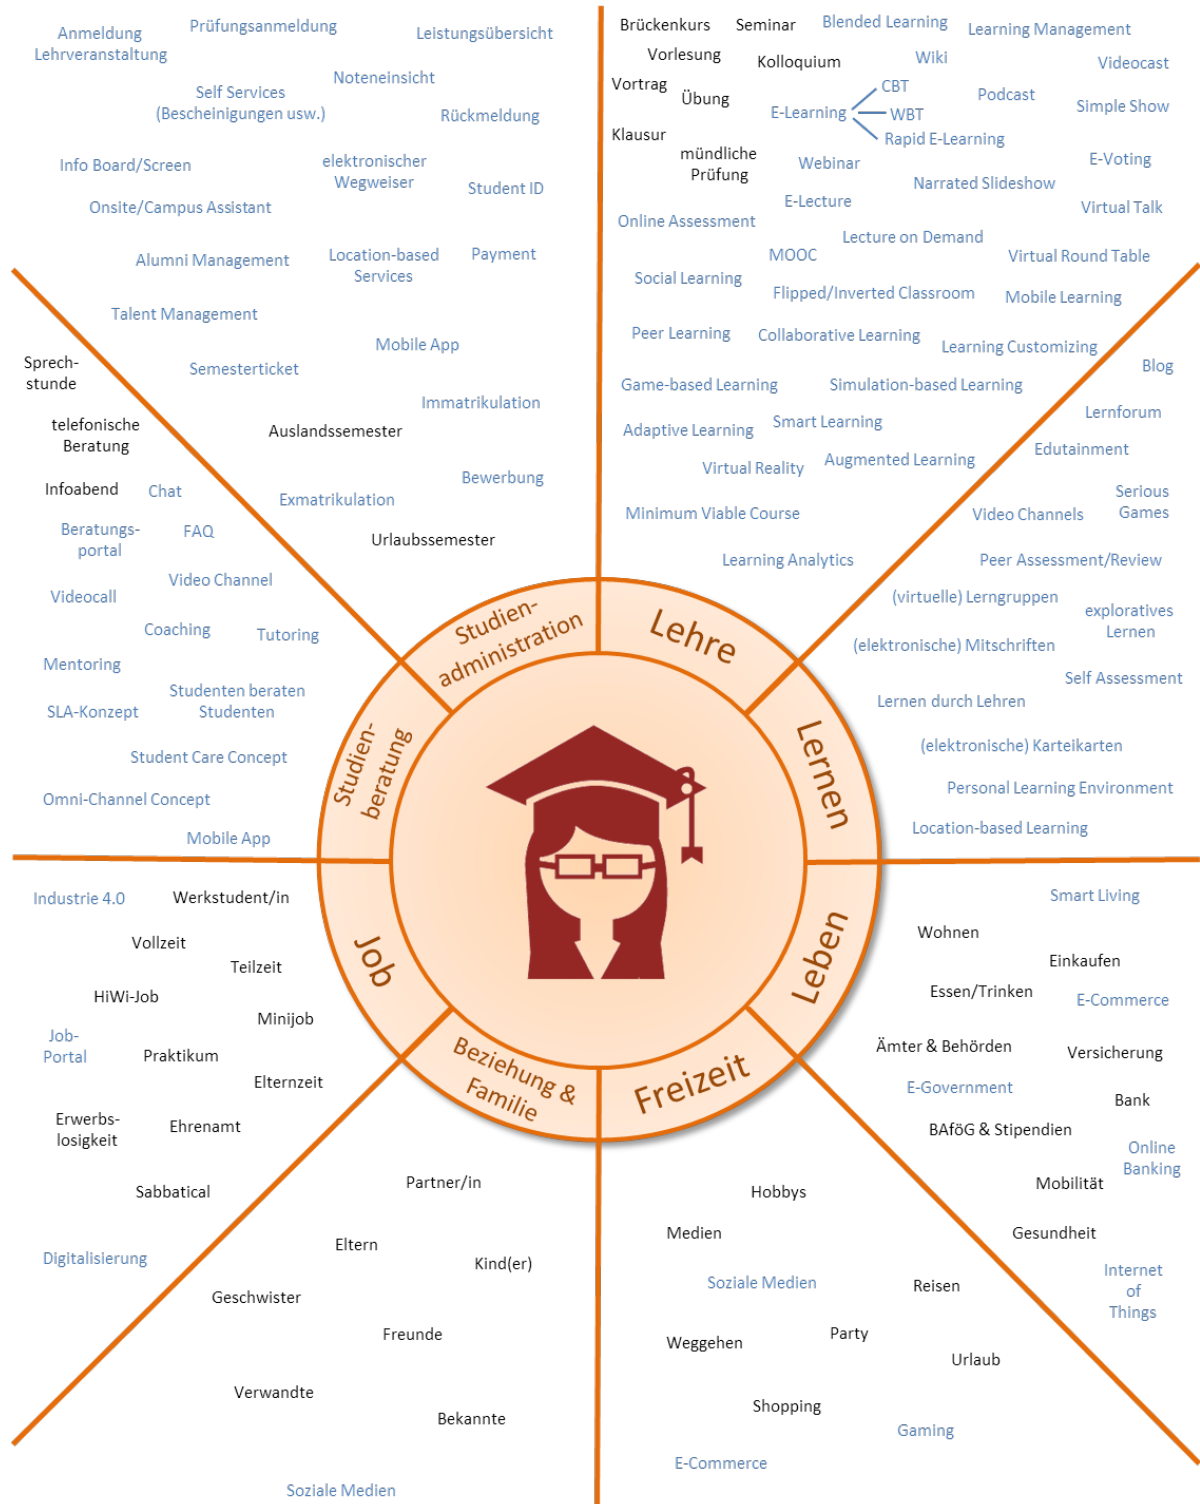 Anmeldung
Lehrveranstaltung
Prüfungsanmeldung
Leistungsübersicht
Noteneinsicht
Self Services
(Bescheinigungen usw.)
Rückmeldung
Info Board/Screen
elektronischer
Wegweiser
Student ID
Onsite/Campus Assistant
Alumni Management
Location-based
Services
Payment
Talent Management
Mobile App
Semesterticket
Immatrikulation
Auslandssemester
Bewerbung
Exmatrikulation
Urlaubssemester
Studien-
administration
Brückenkurs
Seminar
Blended Learning
Learning Management
Vorlesung
Kolloquium
Wiki
Videocast
Vortrag
Übung
CBT
E-Learning
WBT
Rapid E-Learning
Podcast
Simple Show
Klausur
mündliche
Prüfung
Webinar
E-Voting
Narrated Slideshow
E-Lecture
Virtual Talk
Online Assessment
Lecture on Demand
MOOC
Virtual Round Table
Social Learning
Flipped/Inverted Classroom
Mobile Learning
Peer Learning
Collaborative Learning
Learning Customizing
Game-based Learning
Simulation-based Learning
Adaptive Learning
Smart Learning
Virtual Reality
Augmented Learning
Minimum Viable Course
Learning Analytics
Lehre
Blog
Lernforum
Edutainment
Serious
Games
Video Channels
Peer Assessment/Review
(virtuelle) Lerngruppen
exploratives
Lernen
(elektronische) Mitschriften
Self Assessment
Lernen durch Lehren
(elektronische) Karteikarten
Personal Learning Environment
Location-based Learning
Lernen
Sprech-
stunde
telefonische
Beratung
Infoabend
Chat
Beratungs-
portal
FAQ
Video Channel
Videocall
Coaching
Tutoring
Mentoring
Studenten beraten
Studenten
SLA-Konzept
Student Care Concept
Omni-Channel Concept
Mobile App
Studien-
beratung
Industrie 4.0
Werkstudent/in
Vollzeit
Teilzeit
HiWi-Job
Minijob
Job-
Portal
Praktikum
Elternzeit
Erwerbs-
losigkeit
Ehrenamt
Sabbatical
Digitalisierung
Job
Smart Living
Wohnen
Einkaufen
Essen/Trinken
E-Commerce
Ämter & Behörden
Versicherung
E-Government
Bank
BAföG & Stipendien
Online
Banking
Mobilität
Gesundheit
Internet
of
Things
Leben
Beziehung &
Familie
Partner/in
Eltern
Kind(er)
Geschwister
Freunde
Verwandte
Bekannte
Soziale Medien
Freizeit
Hobbys
Medien
Soziale Medien
Reisen
Weggehen
Party
Urlaub
Shopping
Gaming
E-Commerce